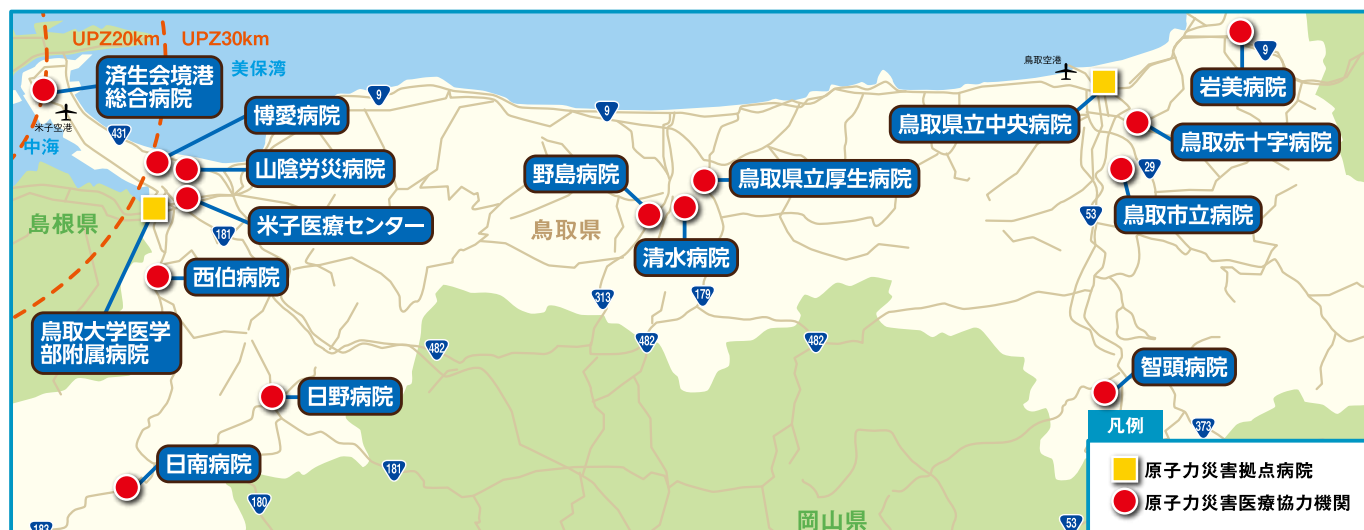 UPZ20km
UPZ30km
済生会境港
総合病院
美保湾
米子空港
中海
431
博愛病院
9
山陰労災病院
米子医療センター
島根県
181
西伯病院
鳥取大学医学
部附属病院
日野病院
日南病院
183
180
181
482
9
野島病院
鳥取県立厚生病院
鳥取県
清水病院
313
179
482
482
岡山県
鳥取空港
鳥取県立中央病院
9
岩美病院
鳥取赤十字病院
29
鳥取市立病院
53
智頭病院
373
53
凡例
原子力災害拠点病院
原子力災害医療協力機関